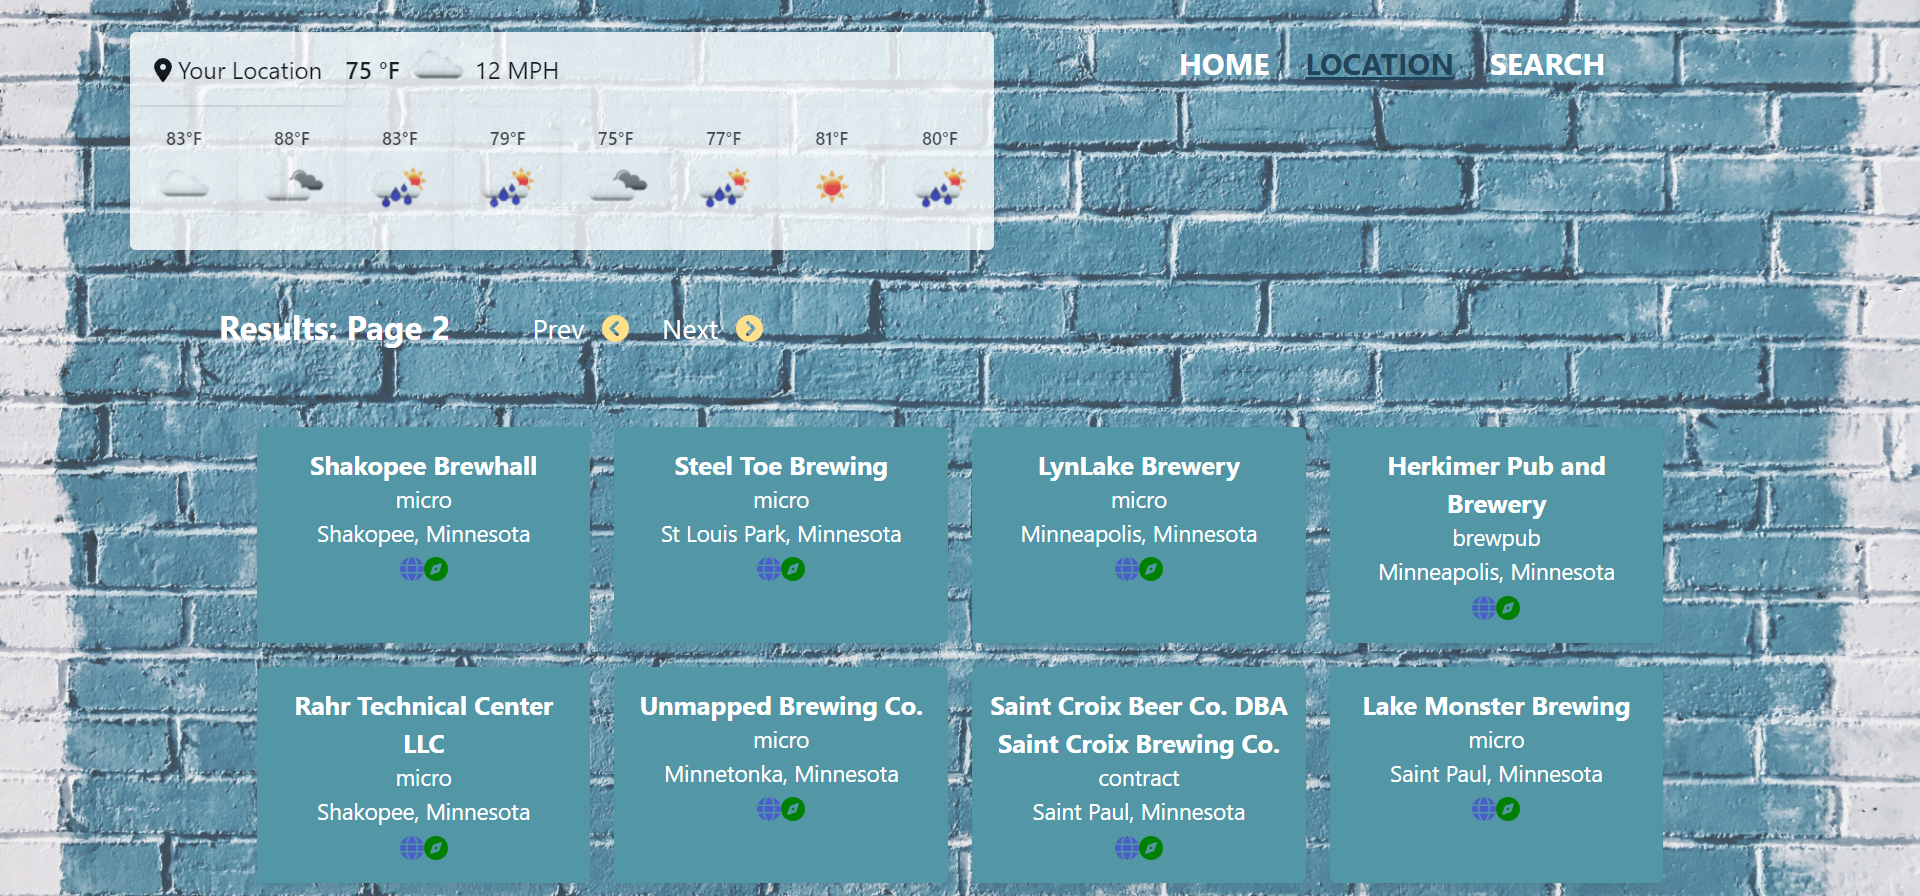 Your Location 75 °F 12 MPH
HOME LOCATION SEARCH
83°F 88°F 83°F 79°F 75°F 77°F 81°F 80°F
Results: Page 2 Prev Next
Shakopee Brewhall
micro
Shakopee, Minnesota
Steel Toe Brewing
micro
St Louis Park, Minnesota
LynLake Brewery
micro
Minneapolis, Minnesota
Herkimer Pub and
Brewery
brewpub
Minneapolis, Minnesota
Rahr Technical Center
LLC
micro
Shakopee, Minnesota
Unmapped Brewing Co.
micro
Minnetonka, Minnesota
Saint Croix Beer Co. DBA
Saint Croix Brewing Co.
contract
Saint Paul, Minnesota
Lake Monster Brewing
micro
Saint Paul, Minnesota